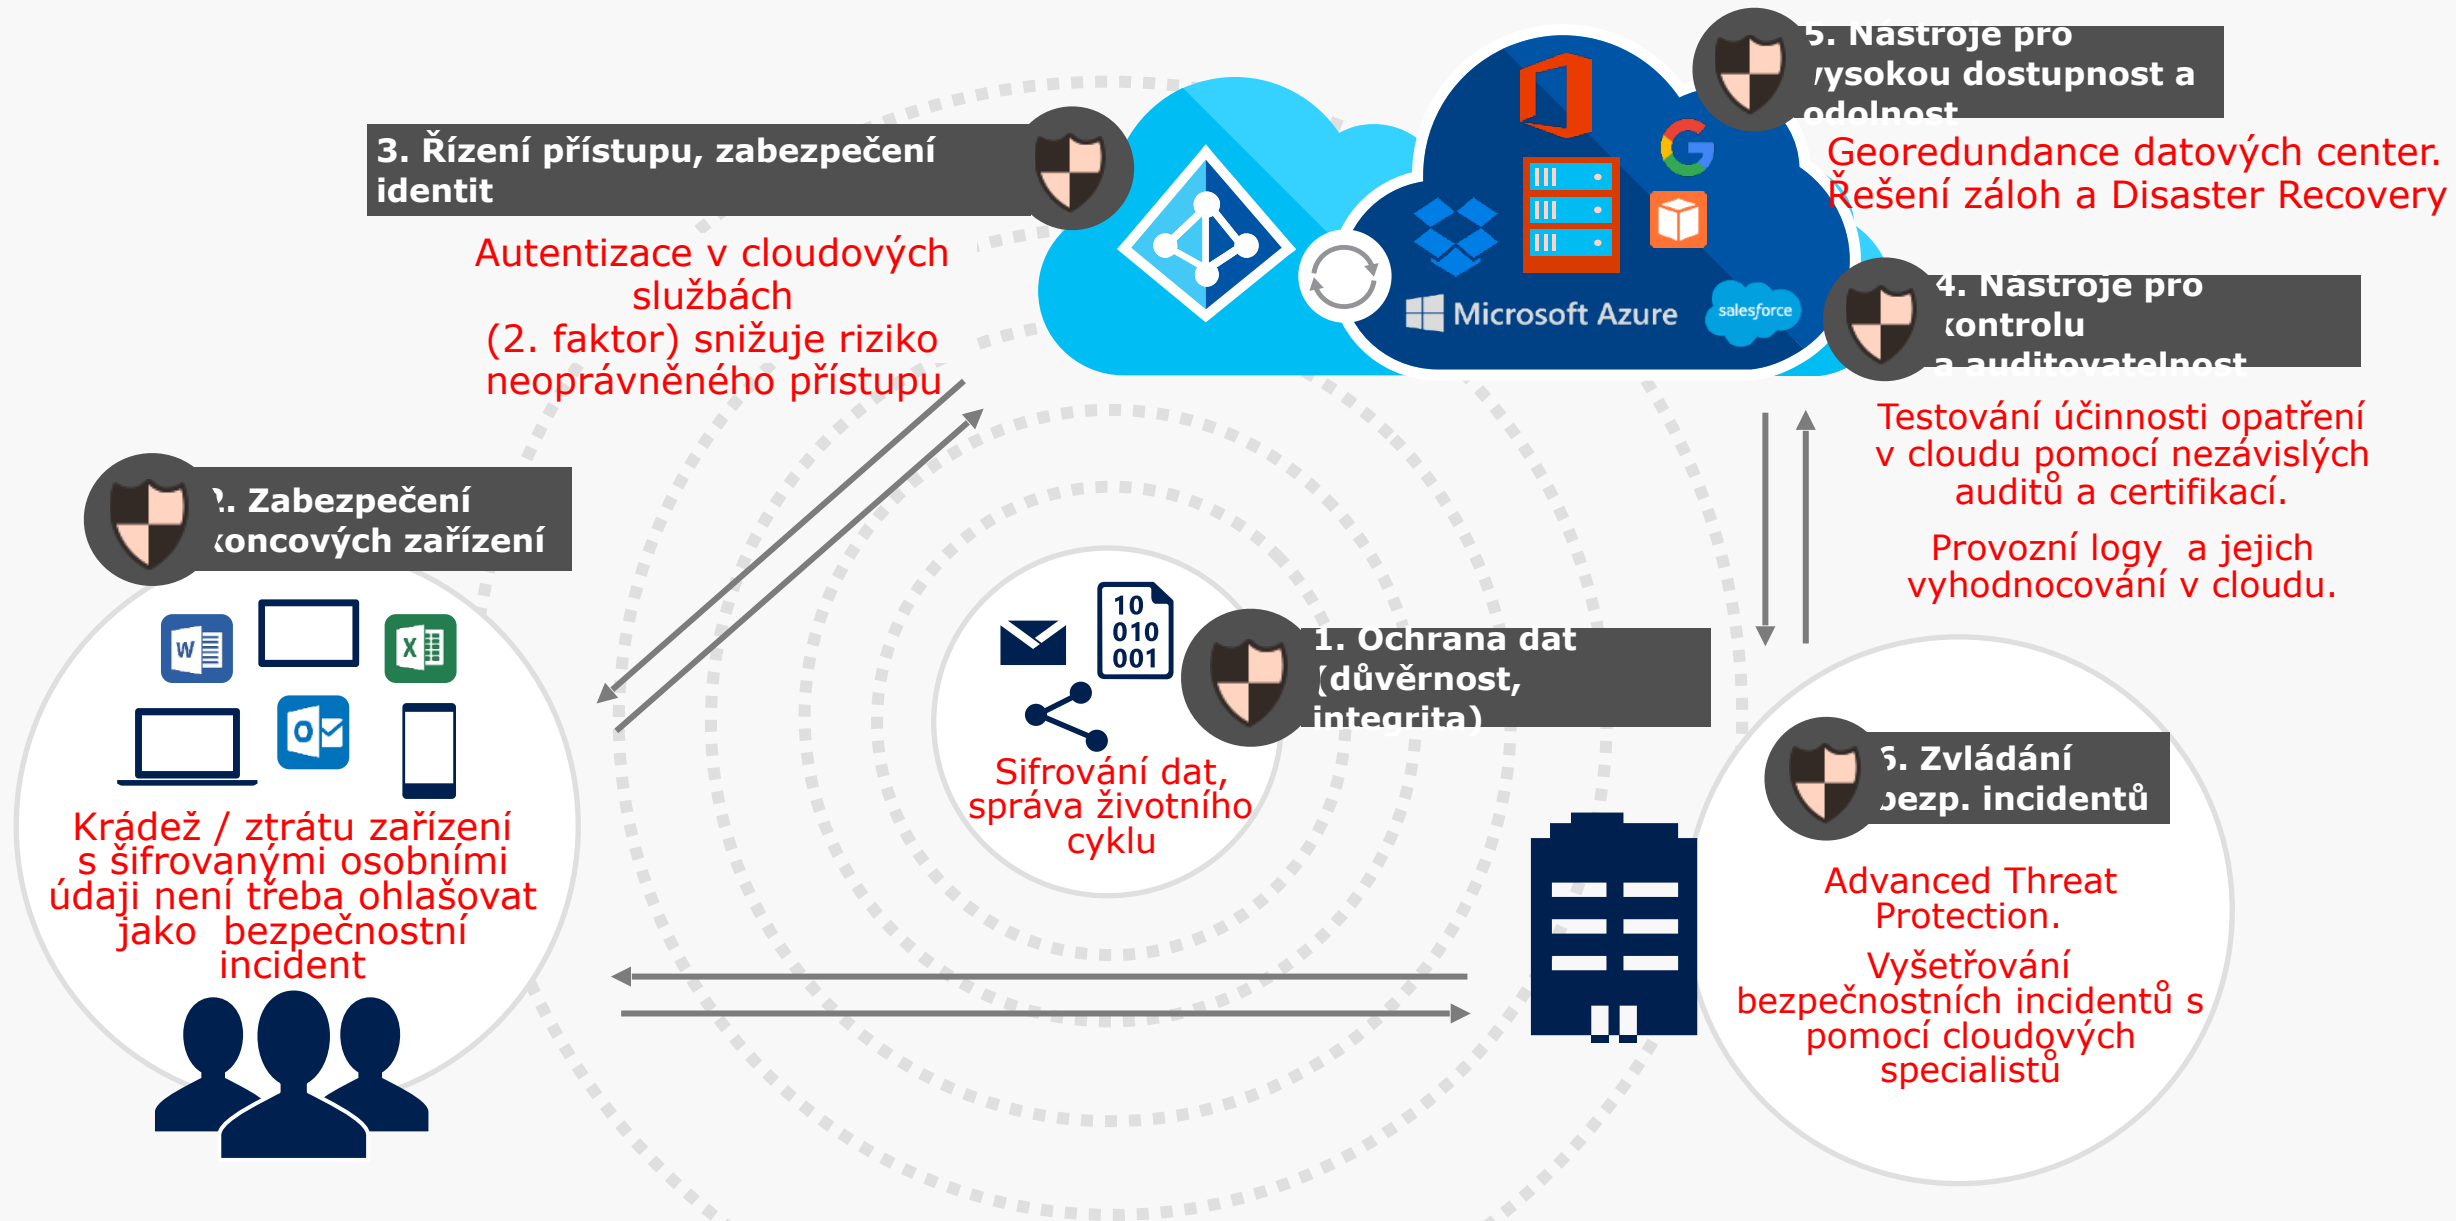 5. Nástroje pro
vysokou dostupnost a
odolnost
Georedundance datových center.
Řešení záloh a Disaster Recovery
3. Řízení přístupu, zabezpečení
identit
Autentizace v cloudových
službách
(2. faktor) snižuje riziko
neoprávněného přístupu
Microsoft Azure
salesforce
4. Nástroje pro
kontrolu
a auditovatelnost
Testování účinnosti opatření
v cloudu pomocí nezávislých
auditů a certifikací.
Provozní logy a jejich
vyhodnocování v cloudu.
2. Zabezpečení
koncových zařízení
W
X
O
Krádež / ztrátu zařízení
s šifrovanými osobními
údaji není třeba ohlašovat
jako bezpečnostní
incident
10
010
001
1. Ochrana dat
(důvěrnost,
integrita)
Sifrování dat,
správa životního
cyklu
6. Zvládání
bezp. incidentů
Advanced Threat
Protection.
Vyšetřování
bezpečnostních incidentů s
pomocí cloudových
specialistů